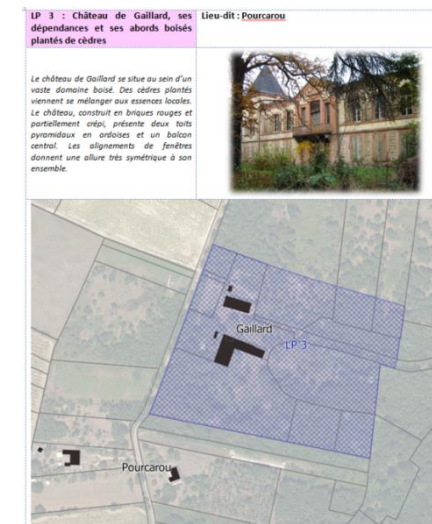 LP 3 : Château de Gaillard, ses
dépendances et ses abords boisés
plantés de cèdres
Lieu-dit : Pourcarou
Le château de Gaillard se situe au sein d'un
vaste domaine boisé. Des cèdres plantés
viennent se mélanger aux essences locales.
Le château, construit en briques rouges et
partiellement crépi, présente deux toits
pyramidaux en ardoises et un balcon
central. Les alignements de fenêtres
donnent une allure très symétrique à son
ensemble.
Gaillard
LP 3
Pourcarou